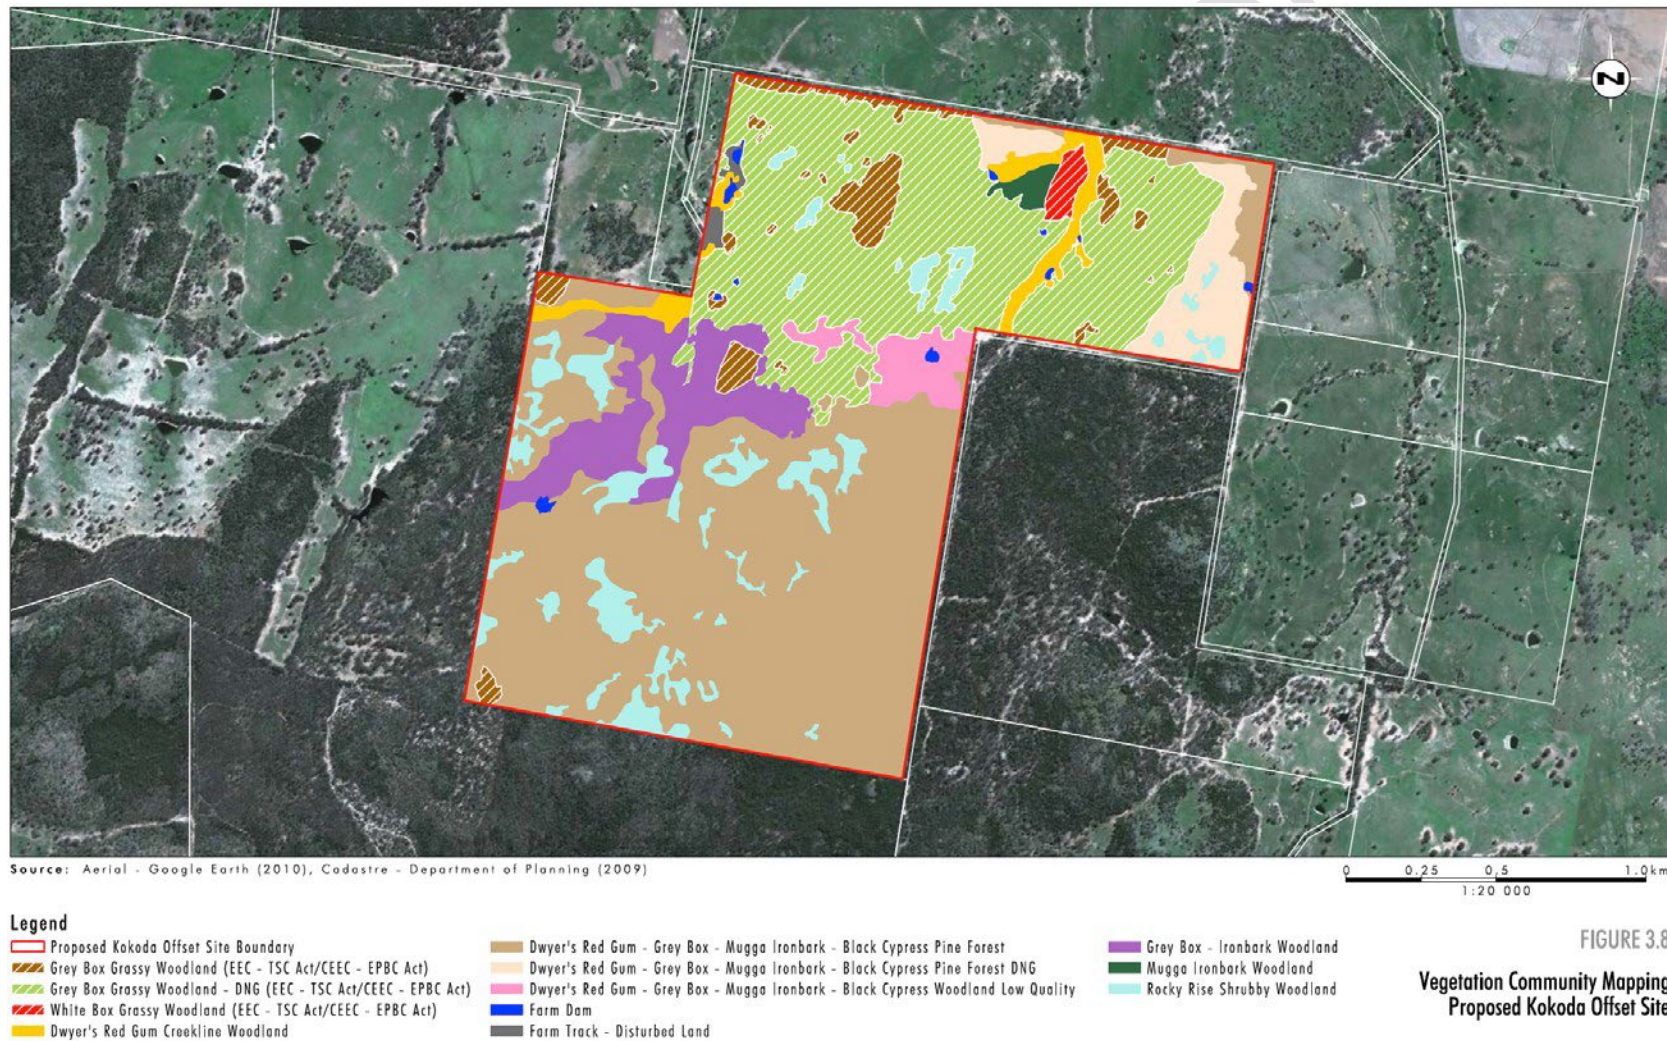 N
Source: Aerial - Google Earth (2010), Cadastre - Department of Planning (2009)
0 0.25 0.5 1.0km
1:20 000
Legend
Proposed Kokoda Offset Site Boundary
Grey Box Grassy Woodland (EEC - TSC Act/CEEC - EPBC Act)
Grey Box Grassy Woodland - DNG (EEC - TSC Act/CEEC - EPBC Act)
White Box Grassy Woodland (EEC - TSC Act/CEEC - EPBC Act)
Dwyer's Red Gum Creekline Woodland
Dwyer's Red Gum - Grey Box - Mugga Ironbark - Black Cypress Pine Forest
Dwyer's Red Gum - Grey Box - Mugga Ironbark - Black Cypress Pine Forest DNG
Dwyer's Red Gum - Grey Box - Mugga Ironbark - Black Cypress Woodland Low Quality
Farm Dam
Farm Track - Disturbed Land
Grey Box - Ironbark Woodland
Mugga Ironbark Woodland
Rocky Rise Shrubby Woodland
FIGURE 3.8
Vegetation Community Mapping
Proposed Kokoda Offset Site